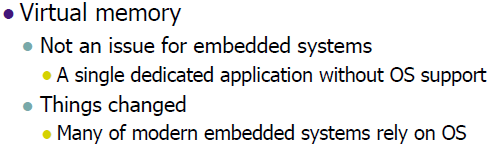 Virtual memory
Not an issue for embedded systems
A single dedicated application without OS support
Things changed
Many of modern embedded systems rely on OS